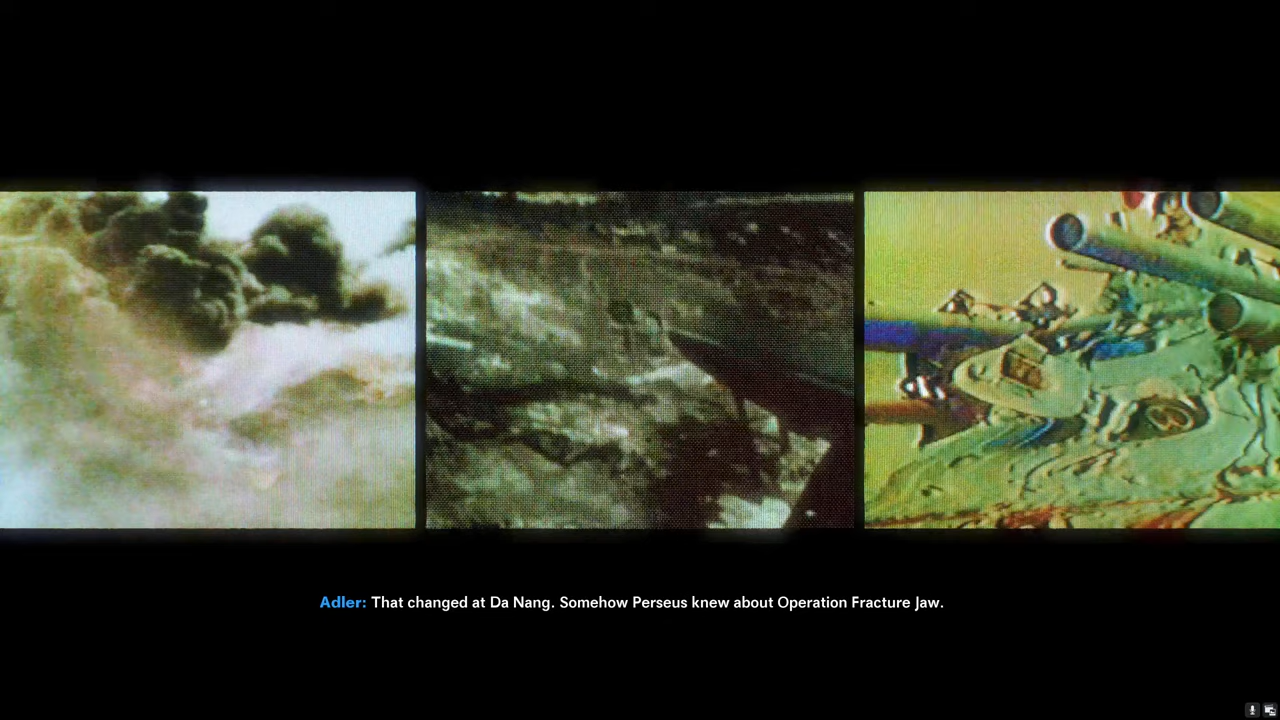 Adler: That changed at Da Nang. Somehow Perseus knew about Operation Fracture Jaw.